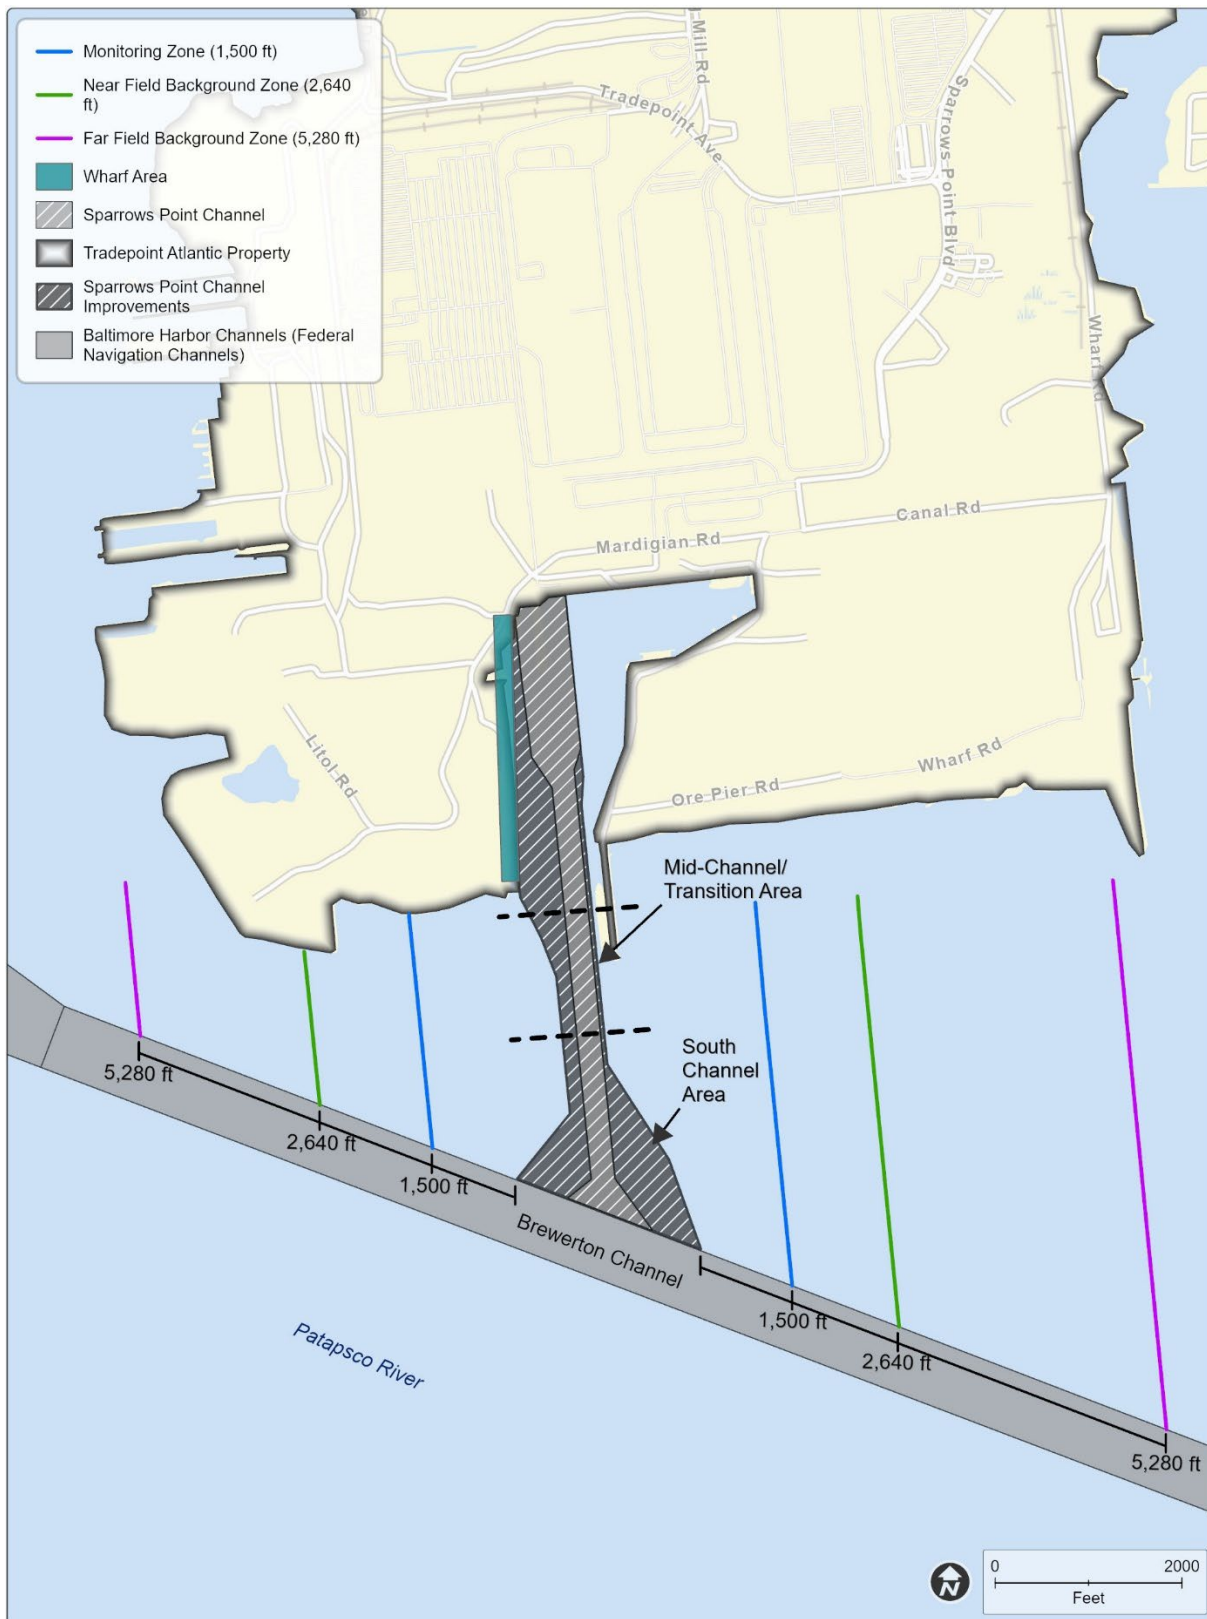 Monitoring Zone (1,500 ft)
Near Field Background Zone (2,640
ft)
Far Field Background Zone (5,280 ft)
Wharf Area
Sparrows Point Channel
Tradepoint Atlantic Property
Sparrows Point Channel
Improvements
Baltimore Harbor Channels (Federal
Navigation Channels)
Mill Rd
Tradepoint Ave
Sparrows Point Blvd
Wharf Rd
Canal Rd
Mardigian Rd
Litol Rd
Wharf Rd
Ore Pier Rd
Mid-Channel/
Transition Area
South
Channel
Area
5,280 ft
2,640 ft
1,500 ft
Brewerton Channel
1,500 ft
2,640 ft
5,280 ft
Patapsco River
N
0 2000
Feet